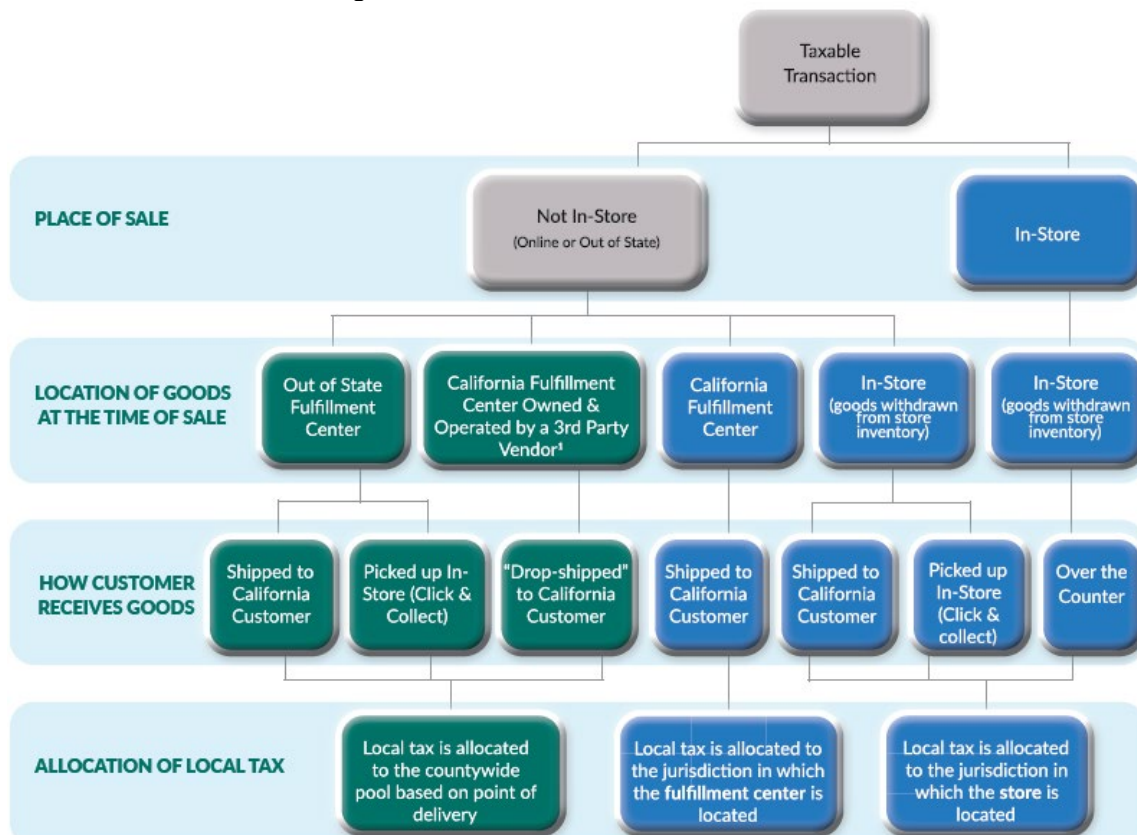 Taxable
Transaction
PLACE OF SALE
Not In-Store
(Online or Out of State)
In-Store
LOCATION OF GOODS
AT THE TIME OF SALE
Out of State
Fulfillment
Center
California Fulfillment
Center Owned &
Operated by a 3rd Party
Vendor¹
California
Fulfillment
Center
In-Store
(goods withdrawn
from store
inventory)
In-Store
(goods withdrawn
from store
inventory)
HOW CUSTOMER
RECEIVES GOODS
Shipped to
California
Customer
Picked up In-
Store (Click &
Collect)
“Drop-shipped”
to California
Customer
Shipped to
California
Customer
Shipped to
California
Customer
Picked up
In-Store
(Click &
collect)
Over the
Counter
ALLOCATION OF LOCAL TAX
Local tax is allocated
to the countywide
pool based on point of
delivery
Local tax is allocated to
the jurisdiction in which
the fulfillment center is
located
Local tax is allocated
to the jurisdiction in
which the store is
located